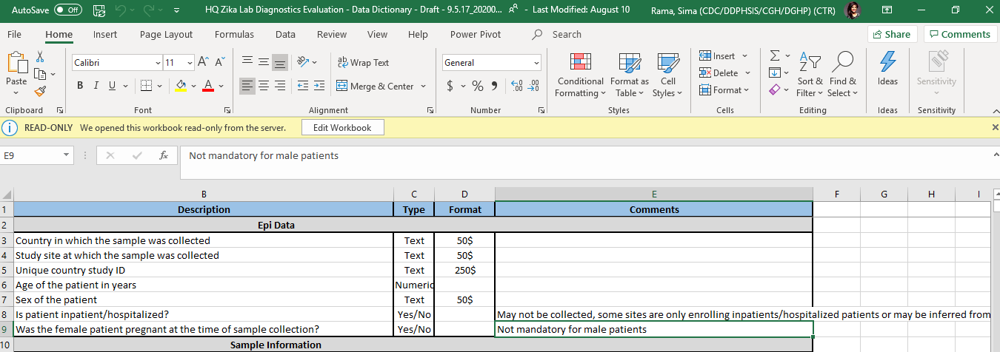 AutoSave Off HQ Zika Lab Diagnostics Evaluation - Data Dictionary - Draft - 9.5.17_20200... - Last Modified: August 10 Rama, Sima (CDC/DDPHSIS/CGH/DGHP) (CTR)
File Home Insert Page Layout Formulas Data Review View Help Power Pivot Search Share Comments
Calibri 11 A A ab Wrap Text General Insert Σ A Z
Paste Conditional Format as Cell Delete Sort & Find & Ideas Sensitivity
B I U A Merge & Center $ % 9 .00 Formatting Table Styles Format Filter Select
Clipboard Font Alignment Number Styles Cells Editing Ideas Sensitivity
READ-ONLY We opened this workbook read-only from the server. Edit Workbook
E9 fx Not mandatory for male patients
B C D E F G H I
1 Description Type Format Comments
2 Epi Data
3 Country in which the sample was collected Text 50$
4 Study site at which the sample was collected Text 50$
5 Unique country study ID Text 250$
6 Age of the patient in years Numeric
7 Sex of the patient Text 50$
8 Is patient inpatient/hospitalized? Yes/No May not be collected, some sites are only enrolling inpatients/hospitalized patients or may be inferred from
9 Was the female patient pregnant at the time of sample collection? Yes/No Not mandatory for male patients
10 Sample Information